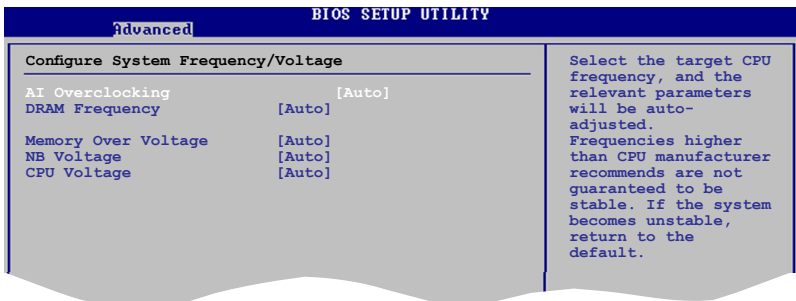 BIOS SETUP UTILITY
Advanced
Configure System Frequency/Voltage
AI Overclocking [Auto]
DRAM Frequency [Auto]
Memory Over Voltage [Auto]
NB Voltage [Auto]
CPU Voltage [Auto]
Select the target CPU
frequency, and the
relevant parameters
will be auto-
adjusted.
Frequencies higher
than CPU manufacturer
recommends are not
guaranteed to be
stable. If the system
becomes unstable,
return to the
default.